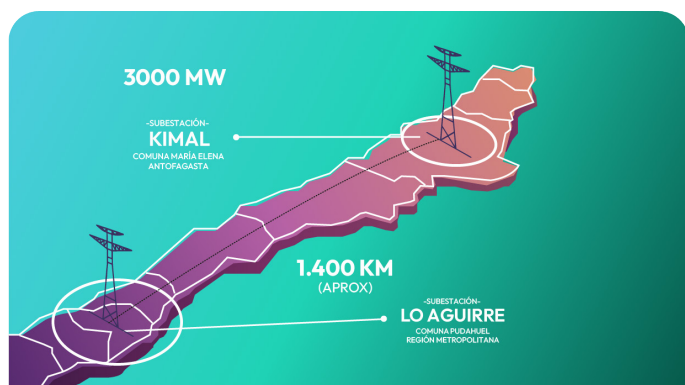 3000 MW
-SUBESTACIÓN-
KIMAL
COMUNA MARÍA ELENA
ANTOFAGASTA
1.400 KM
(APROX)
-SUBESTACIÓN-
LO AGUIRRE
COMUNA PUDAHUEL
REGIÓN METROPOLITANA